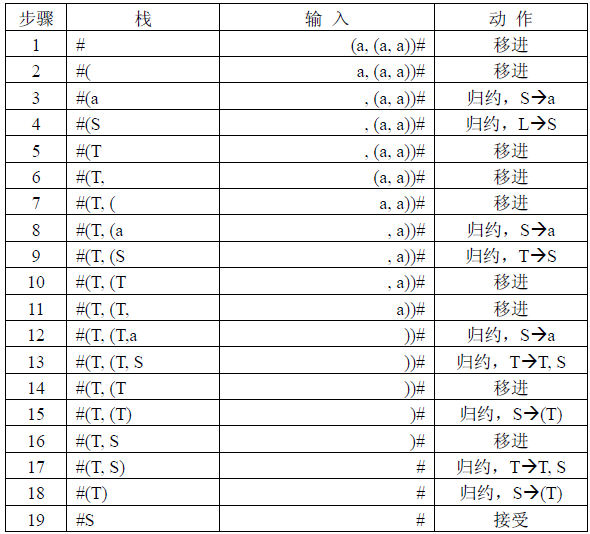 步骤 栈 输 入 动 作
1 # (a, (a, a))# 移进
2 #( a, (a, a))# 移进
3 #(a , (a, a))# 归约，S→a
4 #(S , (a, a))# 归约，L→S
5 #(T , (a, a))# 移进
6 #(T, (a, a))# 移进
7 #(T, ( a, a))# 移进
8 #(T, (a , a))# 归约，S→a
9 #(T, (S , a))# 归约，T→S
10 #(T, (T , a))# 移进
11 #(T, (T, a))# 移进
12 #(T, (T,a ))# 归约，S→a
13 #(T, (T, S ))# 归约，T→T, S
14 #(T, (T ))# 移进
15 #(T, (T) )# 归约，S→(T)
16 #(T, S )# 移进
17 #(T, S) # 归约，T→T, S
18 #(T) # 归约，S→(T)
19 #S # 接受